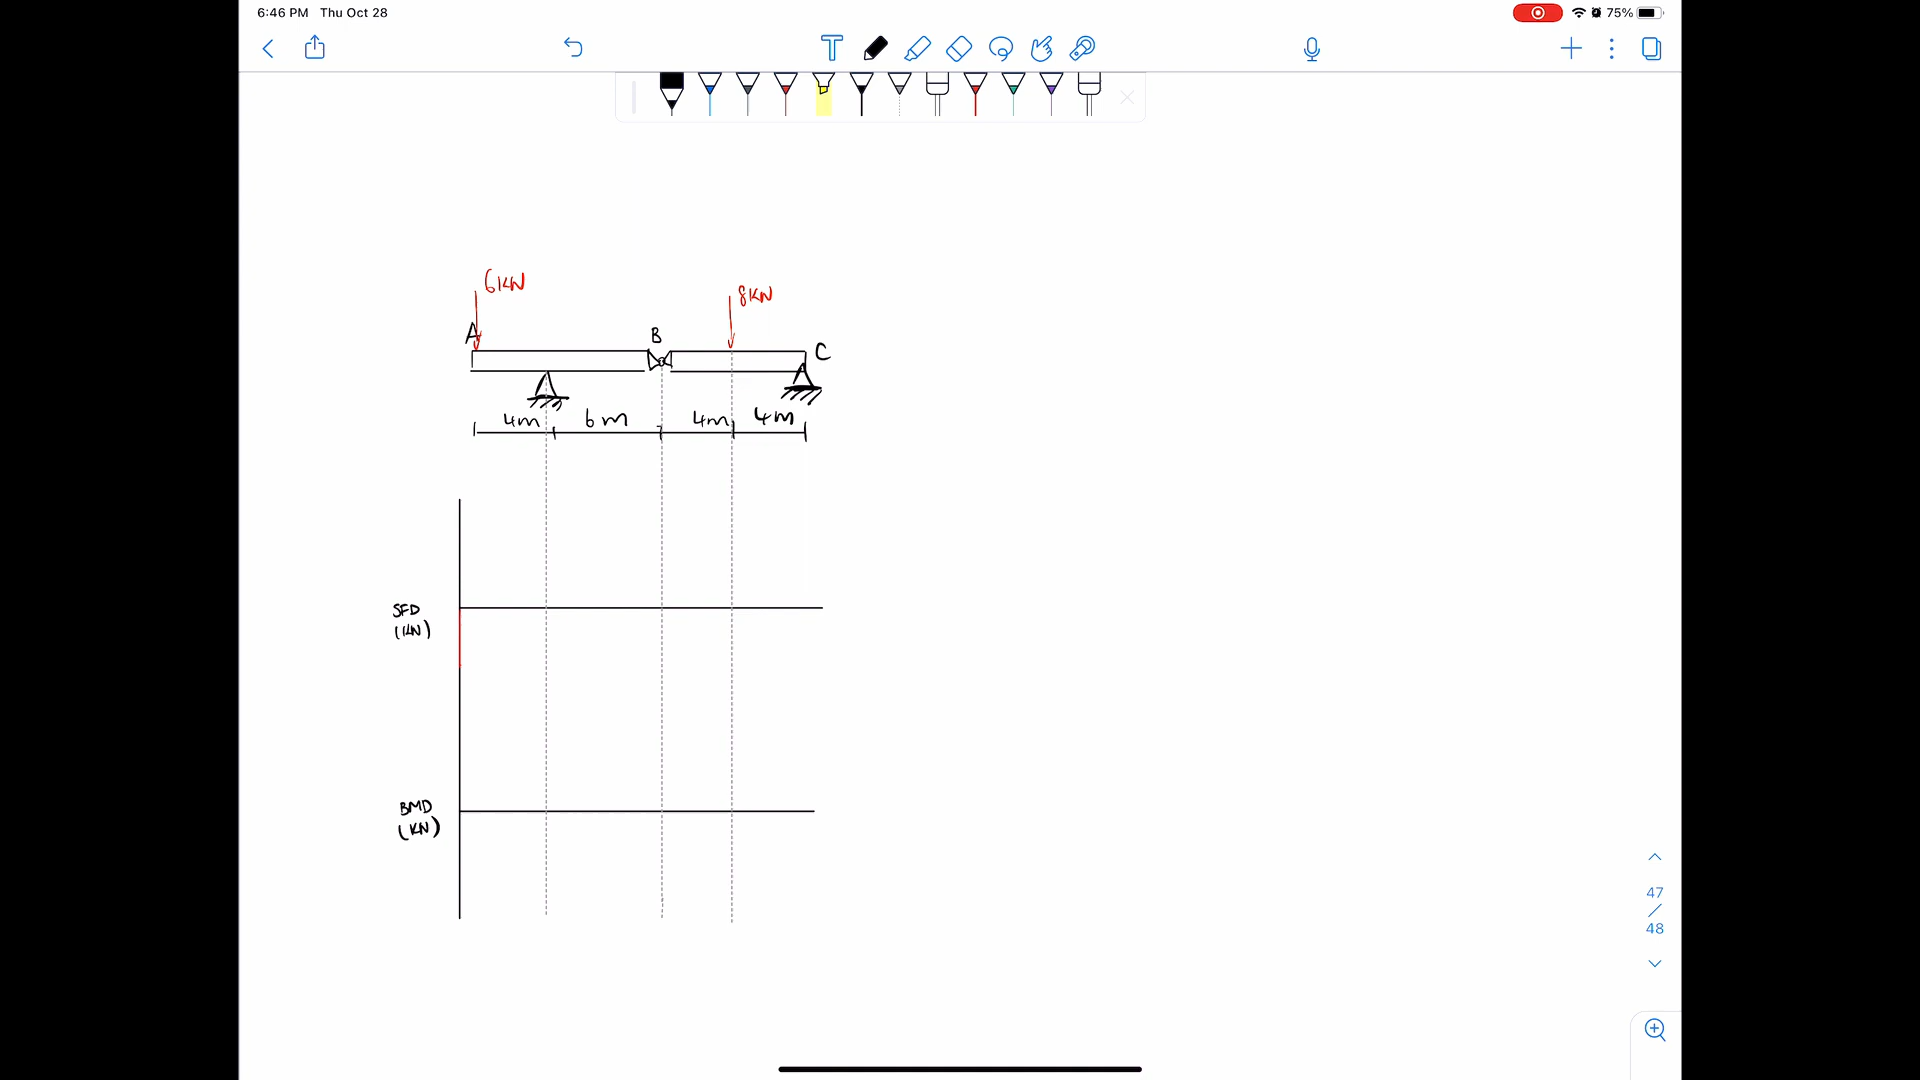 6:46 PM Thu Oct 28
75%
T
6KN
8KN
A
B
C
4m 6m 4m 4m
SFD
(KN)
BMD
(KN)
47
/
48